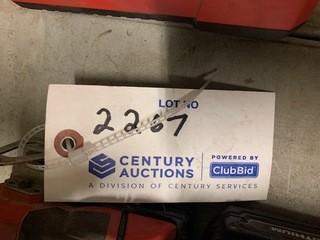 LOT NO
2267
CENTURY AUCTIONS
POWERED BY
ClubBid
A DIVISION OF CENTURY SERVICES